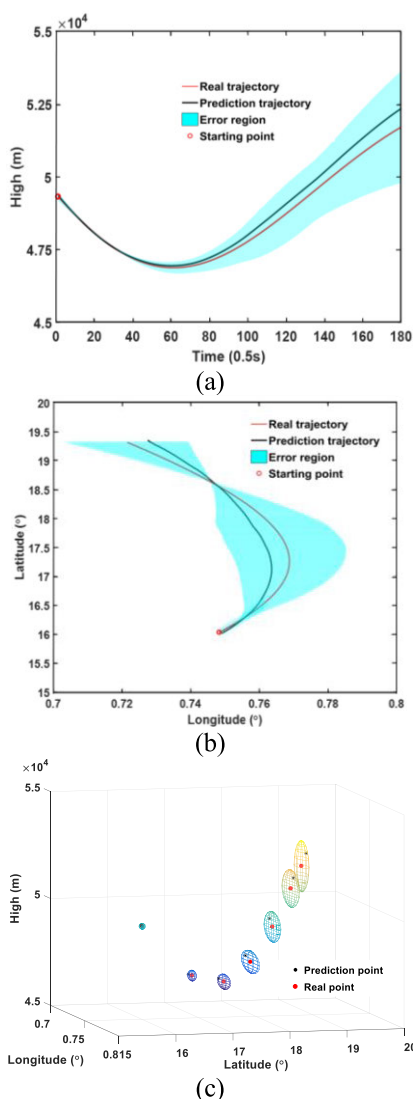 ×10⁴
5.5
5.25
5
4.75
4.5
High (m)
Real trajectory
Prediction trajectory
Error region
Starting point
0 20 40 60 80 100 120 140 160 180
Time (0.5s)
(a)
20
19.5
19
18.5
18
17.5
17
16.5
16
15.5
15
Latitude (°)
Real trajectory
Prediction trajectory
Error region
Starting point
0.7 0.72 0.74 0.76 0.78 0.8
Longitude (°)
(b)
×10⁴
5.5
5
4.5
High (m)
Prediction point
Real point
0.7
0.75
0.815
Longitude (°)
16 17 18 19 20
Latitude (°)
(c)